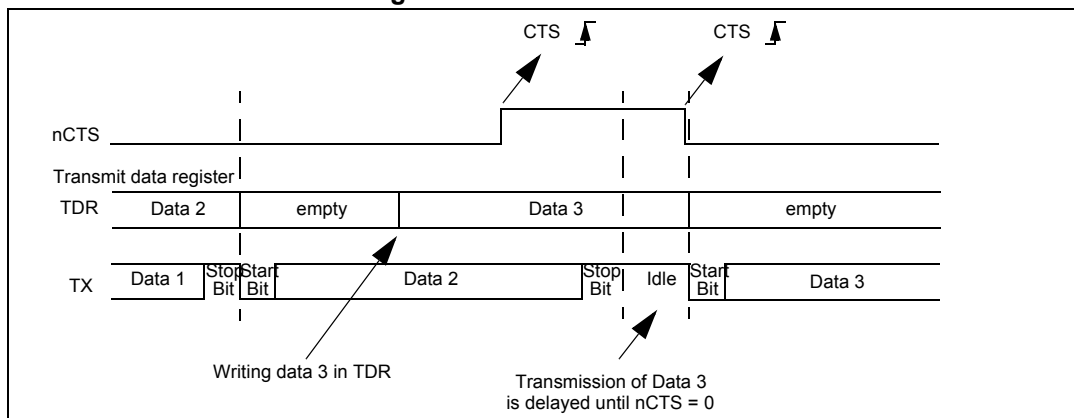 CTS CTS
nCTS
Transmit data register
TDR Data 2 empty Data 3 empty
TX Data 1 Stop Bit Start Bit Data 2 Stop Bit Idle Start Bit Data 3
Writing data 3 in TDR
Transmission of Data 3
is delayed until nCTS = 0